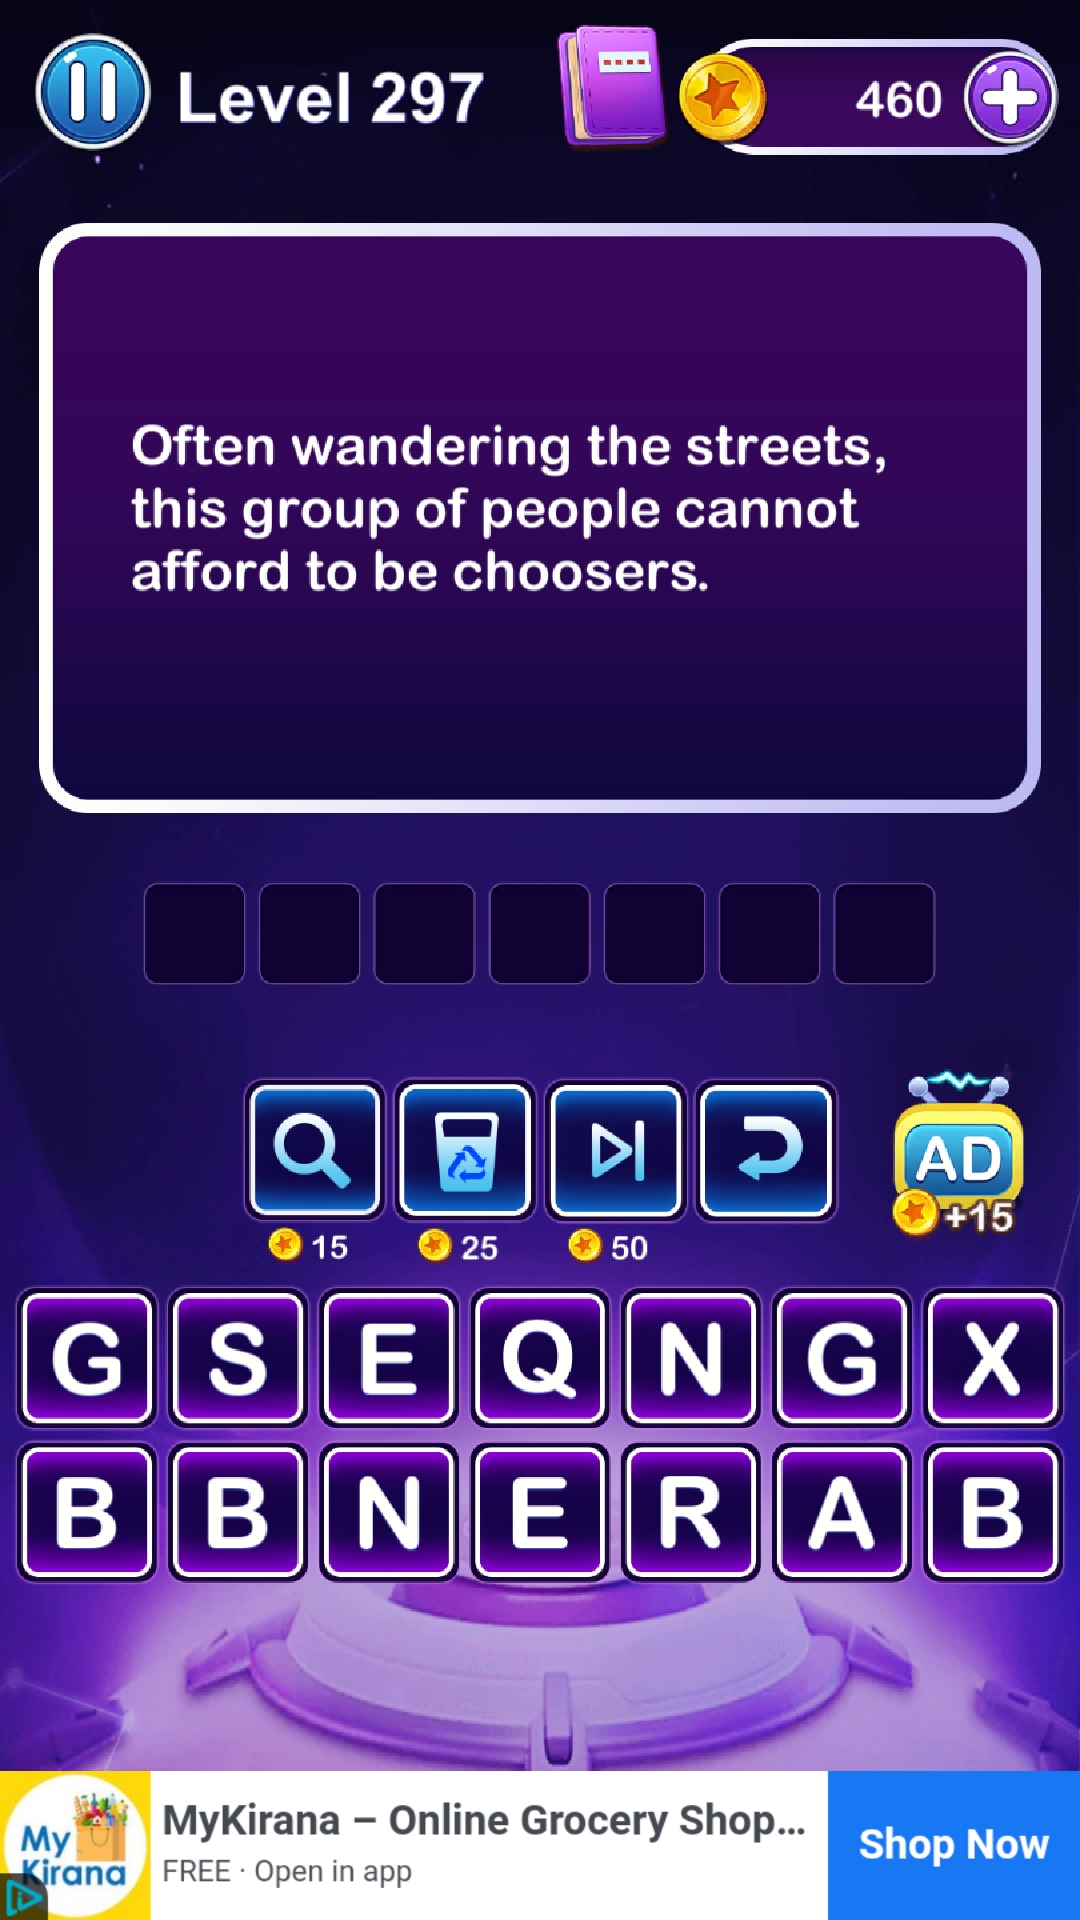 Level 297
460
Often wandering the streets,
this group of people cannot
afford to be choosers.
AD
+15
15
25
50
G S E Q N G X
B B N E R A B
My
Kirana
MyKirana – Online Grocery Shop...
FREE · Open in app
Shop Now